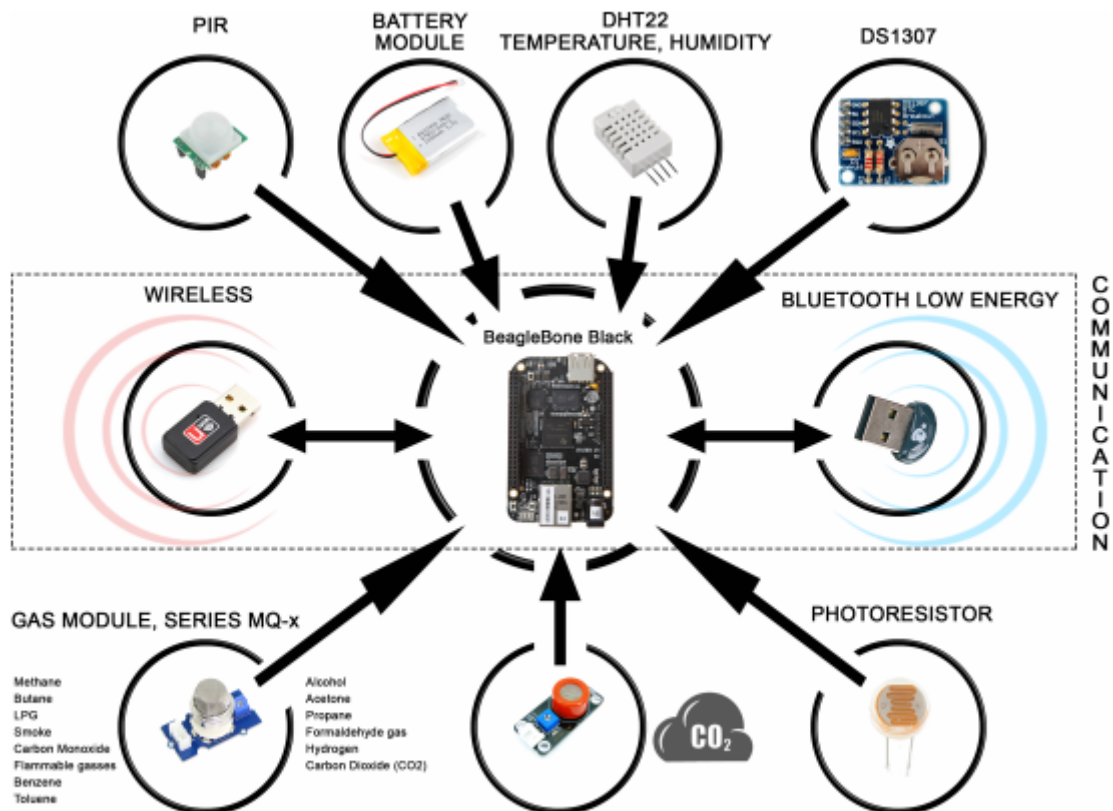 PIR
BATTERY
MODULE
DHT22
TEMPERATURE, HUMIDITY
DS1307
WIRELESS
BLUETOOTH LOW ENERGY
COMMUNICATION
BeagleBone Black
GAS MODULE, SERIES MQ-x
Methane
Butane
LPG
Smoke
Carbon Monoxide
Flammable gasses
Benzene
Toluene
Alcohol
Acetone
Propane
Formaldehyde gas
Hydrogen
Carbon Dioxide (CO2)
CO2
PHOTORESISTOR